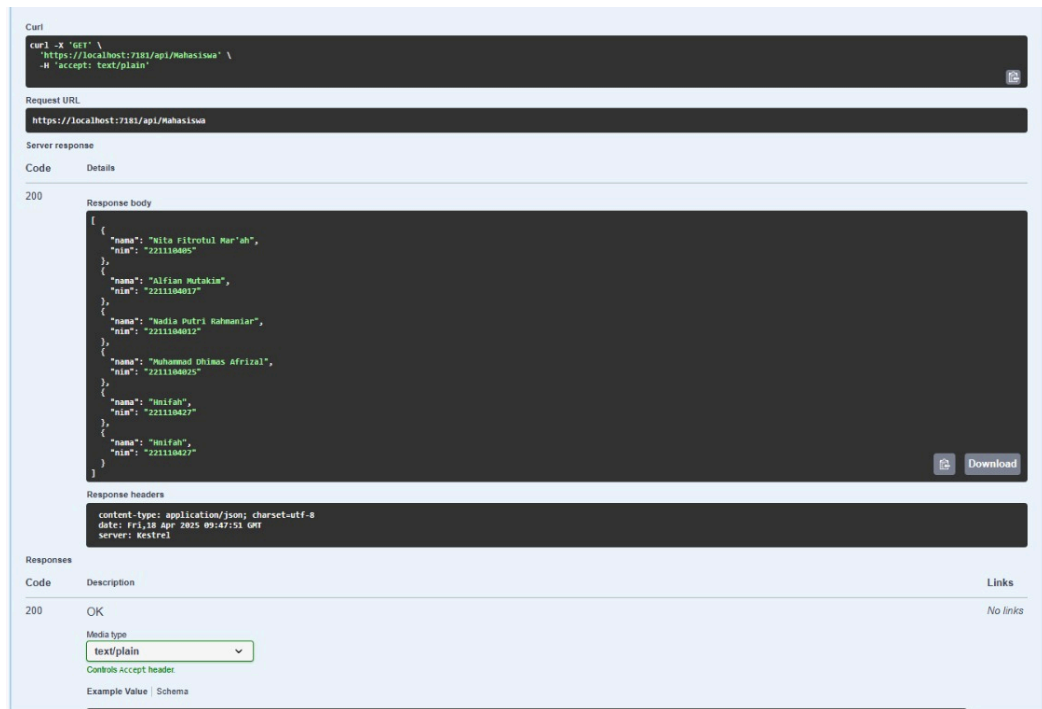 Curl
curl -X 'GET' \
'https://localhost:7181/api/Mahasiswa' \
-H 'accept: text/plain'
Request URL
https://localhost:7181/api/Mahasiswa
Server response
Code Details
200
Response body
[
{
"nama": "Nita Fitrotul Mar'ah",
"nim": "221110405"
},
{
"nama": "Alfian Mutakim",
"nim": "2211104017"
},
{
"nama": "Nadia Putri Rahmaniar",
"nim": "2211104012"
},
{
"nama": "Muhammad Dhimas Afrizal",
"nim": "2211104025"
},
{
"nama": "Hnifah",
"nim": "221110427"
},
{
"nama": "Hnifah",
"nim": "221110427"
}
]
Download
Response headers
content-type: application/json; charset=utf-8
date: Fri,18 Apr 2025 09:47:51 GMT
server: Kestrel
Responses
Code Description Links
200 OK No links
Media type
text/plain
Controls Accept header.
Example Value Schema